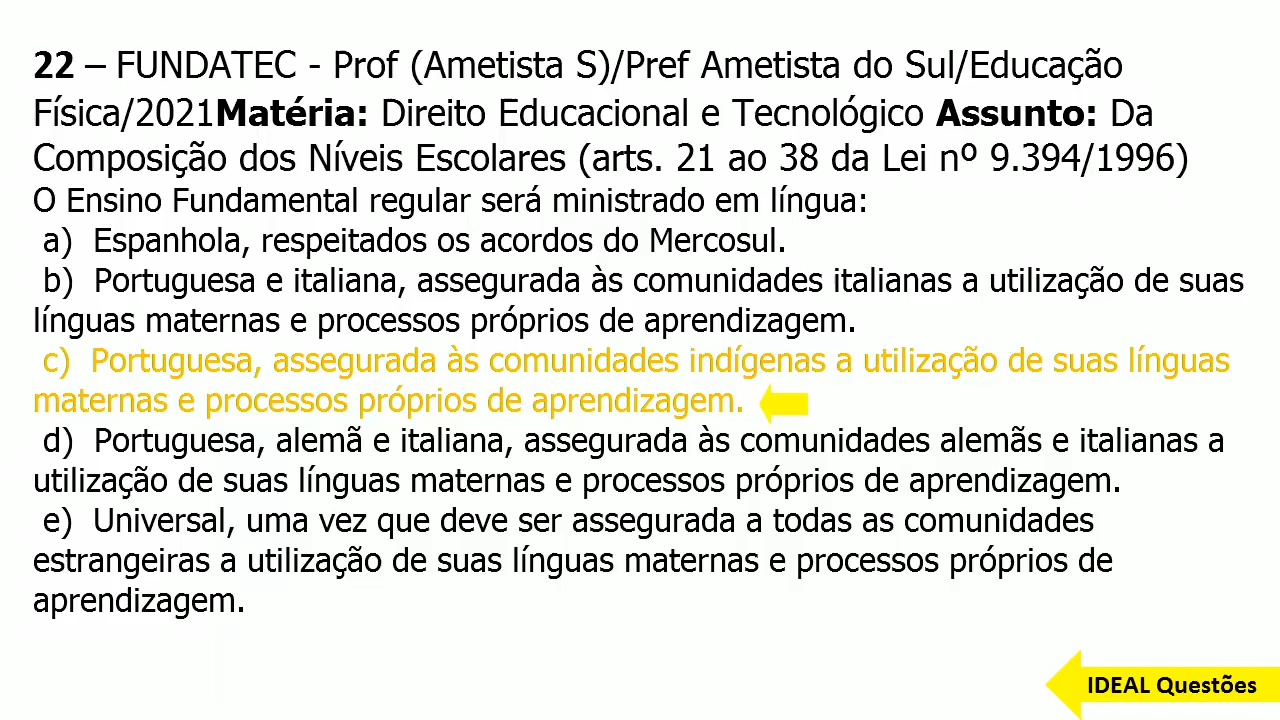 22 – FUNDATEC - Prof (Ametista S)/Pref Ametista do Sul/Educação
Física/2021Matéria: Direito Educacional e Tecnológico Assunto: Da
Composição dos Níveis Escolares (arts. 21 ao 38 da Lei nº 9.394/1996)
O Ensino Fundamental regular será ministrado em língua:
a) Espanhola, respeitados os acordos do Mercosul.
b) Portuguesa e italiana, assegurada às comunidades italianas a utilização de suas
línguas maternas e processos próprios de aprendizagem.
c) Portuguesa, assegurada às comunidades indígenas a utilização de suas línguas
maternas e processos próprios de aprendizagem.
d) Portuguesa, alemã e italiana, assegurada às comunidades alemãs e italianas a
utilização de suas línguas maternas e processos próprios de aprendizagem.
e) Universal, uma vez que deve ser assegurada a todas as comunidades
estrangeiras a utilização de suas línguas maternas e processos próprios de
aprendizagem.
IDEAL Questões